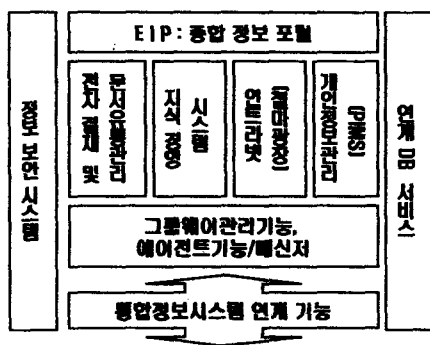 EIP : 종합 정보 포털
정보 보안 시스템
전자 결재 및
문서유통관리
지식 경영
시스템
인트라넷
(열린광장)
개인정보관리
(PIMS)
연계 DB 서비스
그룹웨어관리기능,
에이전트기능/메신저
통합정보시스템 연계 기능